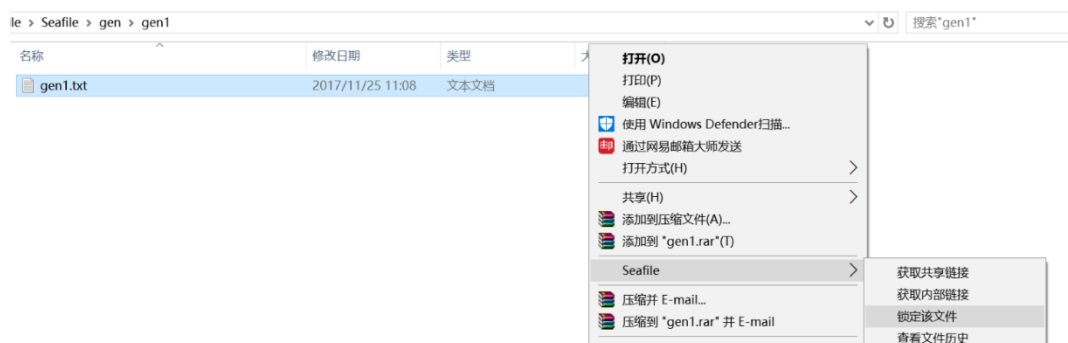 le > Seafile > gen > gen1
搜索"gen1"
名称 修改日期 类型
gen1.txt 2017/11/25 11:08 文本文档
打开(O)
打印(P)
编辑(E)
使用 Windows Defender扫描...
通过网易邮箱大师发送
打开方式(H)
共享(H)
添加到压缩文件(A)...
添加到 "gen1.rar"(T)
Seafile
压缩并 E-mail...
压缩到 "gen1.rar" 并 E-mail
获取共享链接
获取内部链接
锁定该文件
查看文件历史